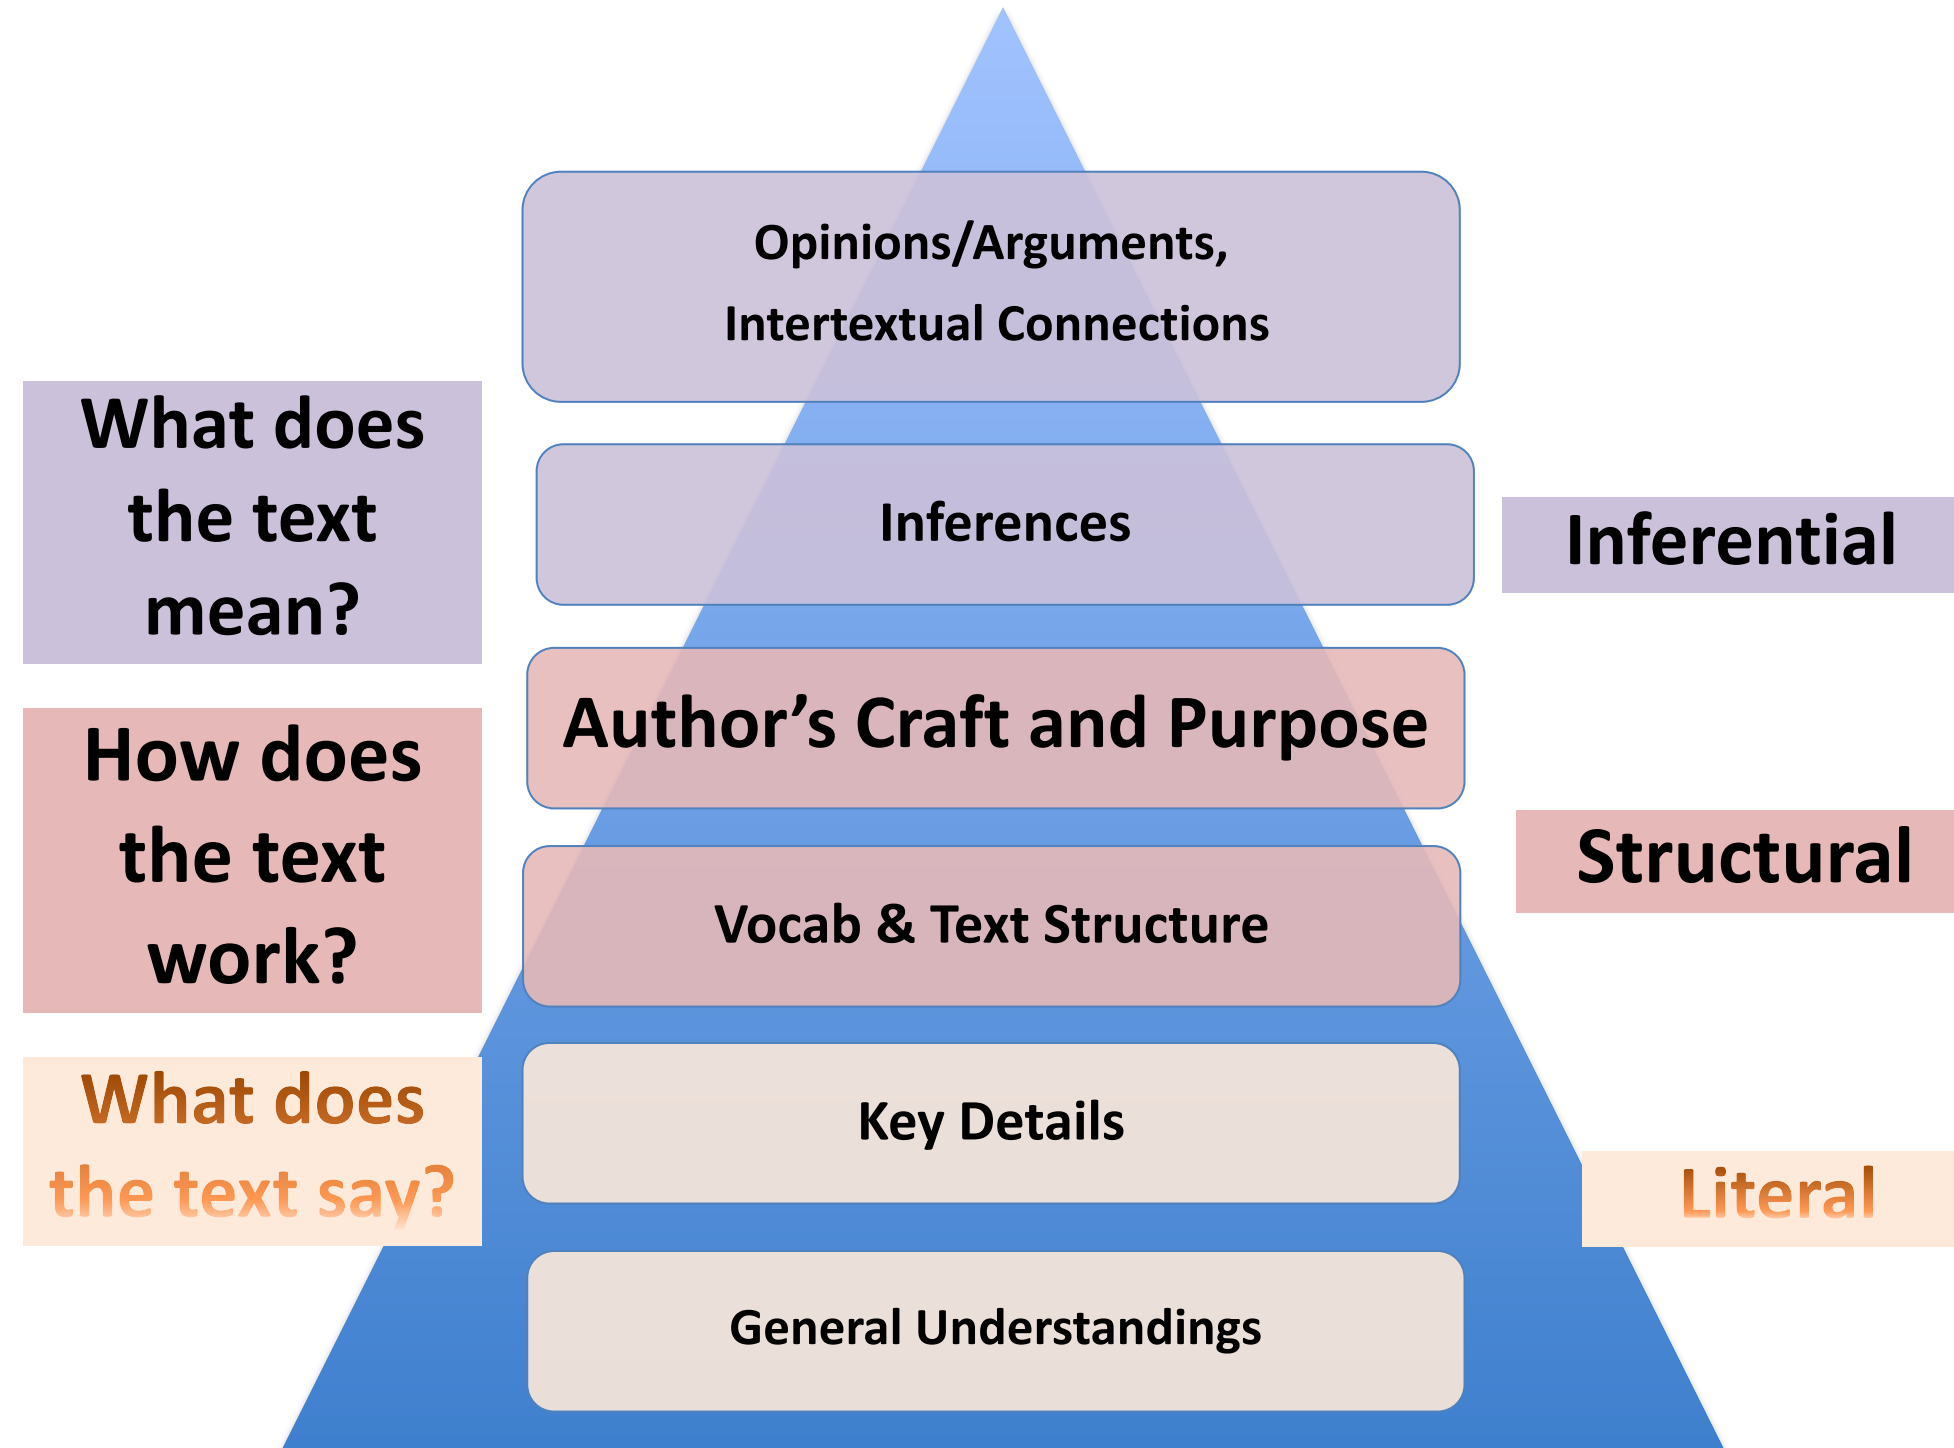 Opinions/Arguments,
Intertextual Connections
What does
the text
mean?
Inferences
Inferential
How does
the text
work?
Author’s Craft and Purpose
Structural
Vocab & Text Structure
What does
the text say?
Key Details
Literal
General Understandings